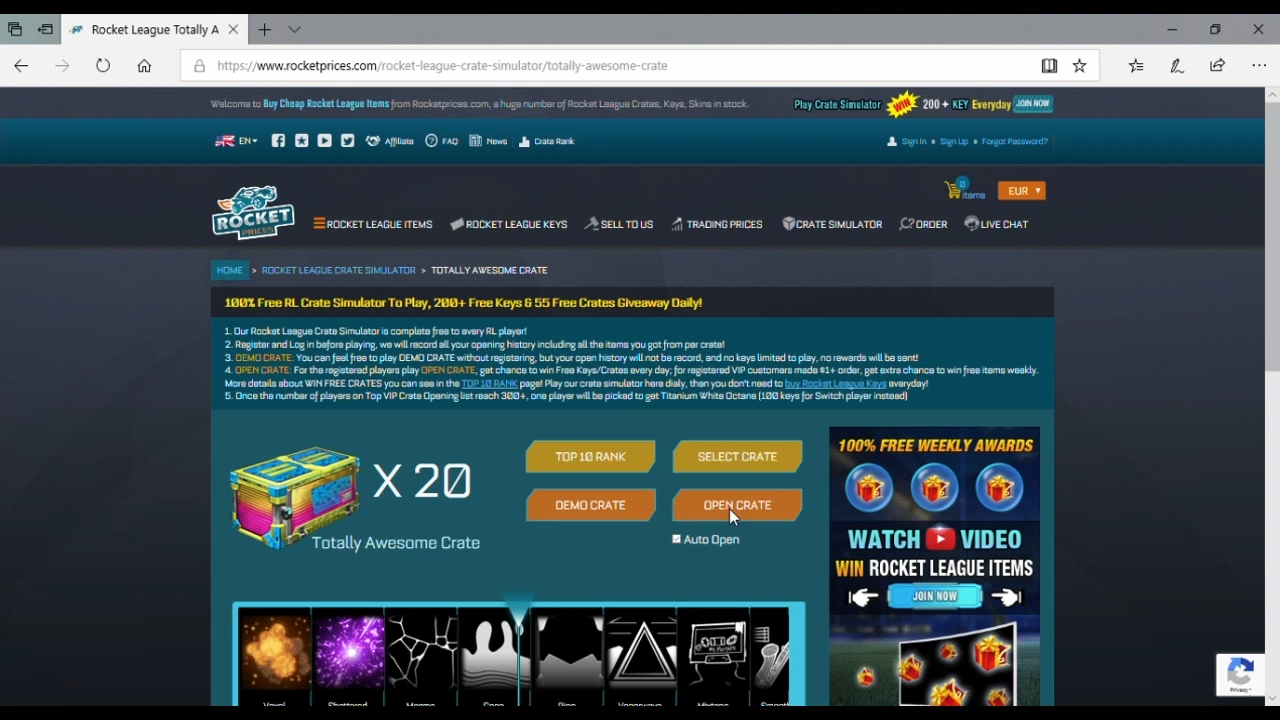 Rocket League Totally A
https://www.rocketprices.com/rocket-league-crate-simulator/totally-awesome-crate
Welcome to Buy Cheap Rocket League Items from Rocketprices.com, a huge number of Rocket League Crates, Keys, Skins in stock.
Play Crate Simulator WIN 200 + KEY Everyday JOIN NOW
EN Affiliate FAQ News Crate Rank
Sign In Sign Up Forgot Password?
0 items EUR
ROCKET PRICES
ROCKET LEAGUE ITEMS ROCKET LEAGUE KEYS SELL TO US TRADING PRICES CRATE SIMULATOR ORDER LIVE CHAT
HOME > ROCKET LEAGUE CRATE SIMULATOR > TOTALLY AWESOME CRATE
100% Free RL Crate Simulator To Play, 200+ Free Keys & 55 Free Crates Giveaway Daily!
1. Our Rocket League Crate Simulator is complete free to every RL player!
2. Register and Log in before playing, we will record all your opening history including all the items you got from per crate!
3. DEMO CRATE: You can feel free to play DEMO CRATE without registering, but your open history will not be record, and no keys limited to play, no rewards will be sent!
4. OPEN CRATE: For the registered players play OPEN CRATE, get chance to win Free Keys/Crates every day; for registered VIP customers made $1+ order, get extra chance to win free items weekly.
More details about WIN FREE CRATES you can see in the TOP 10 RANK page! Play our crate simulator here dialy, then you don't need to buy Rocket League Keys everyday!
5. Once the number of players on Top VIP Crate Opening list reach 300+, one player will be picked to get Titanium White Octane (100 keys for Switch player instead)
X 20
Totally Awesome Crate
TOP 10 RANK SELECT CRATE
DEMO CRATE OPEN CRATE
Auto Open
100% FREE WEEKLY AWARDS
WATCH VIDEO
WIN ROCKET LEAGUE ITEMS
JOIN NOW
Voxel Shattered Magma
Mixtape